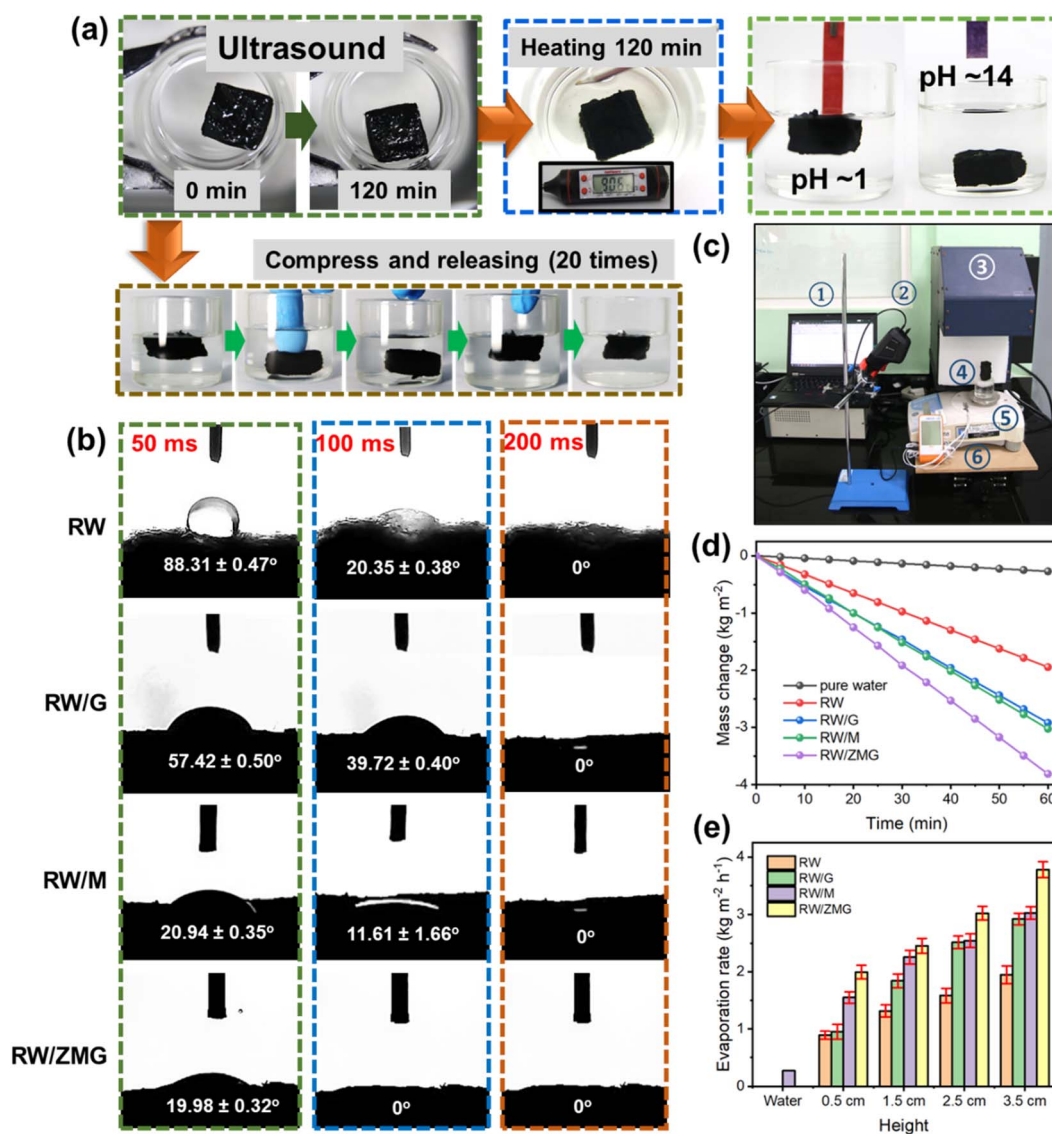 (a)
Ultrasound
0 min
120 min
Heating 120 min
90.6
pH ~1
pH ~14
Compress and releasing (20 times)
(b)
50 ms
100 ms
200 ms
RW
88.31 ± 0.47°
20.35 ± 0.38°
0°
RW/G
57.42 ± 0.50°
39.72 ± 0.40°
0°
RW/M
20.94 ± 0.35°
11.61 ± 1.66°
0°
RW/ZMG
19.98 ± 0.32°
0°
0°
(c)
①
②
③
④
⑤
⑥
(d)
Mass change (kg m-2)
0
-1
-2
-3
-4
pure water
RW
RW/G
RW/M
RW/ZMG
0 10 20 30 40 50 60
Time (min)
(e)
Evaporation rate (kg m-2 h-1)
4
3
2
1
0
RW
RW/G
RW/M
RW/ZMG
Water 0.5 cm 1.5 cm 2.5 cm 3.5 cm
Height